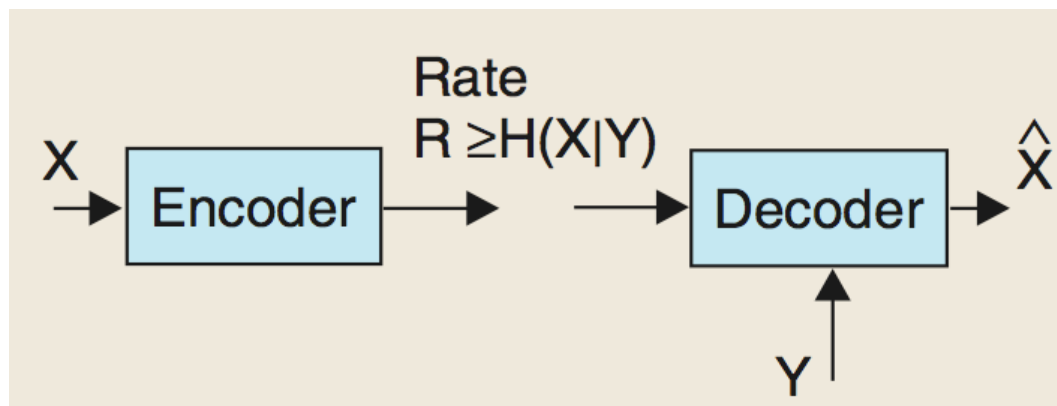 Rate
R ≥H(X|Y)
X
Encoder
Decoder
X̂
Y